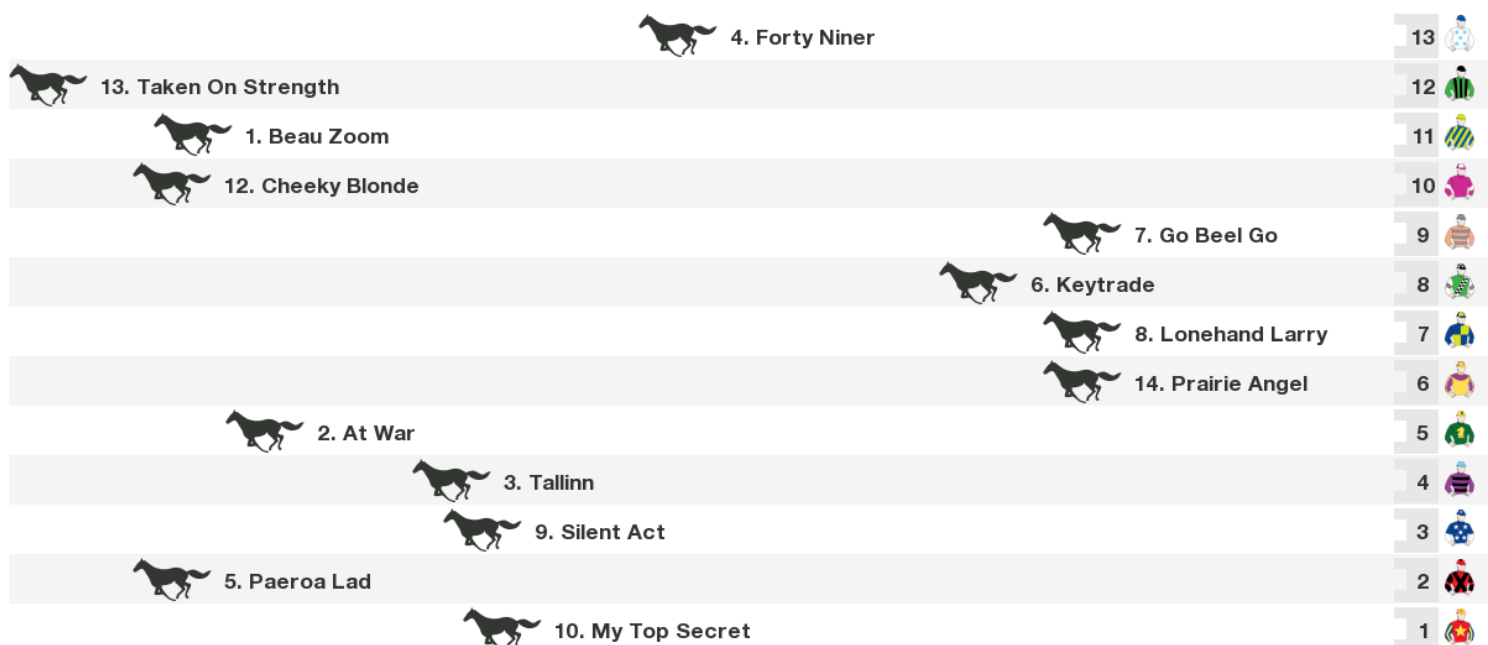 4. Forty Niner 13
13. Taken On Strength 12
1. Beau Zoom 11
12. Cheeky Blonde 10
7. Go Beel Go 9
6. Keytrade 8
8. Lonehand Larry 7
14. Prairie Angel 6
2. At War 5
3. Tallinn 4
9. Silent Act 3
5. Paeroa Lad 2
10. My Top Secret 1